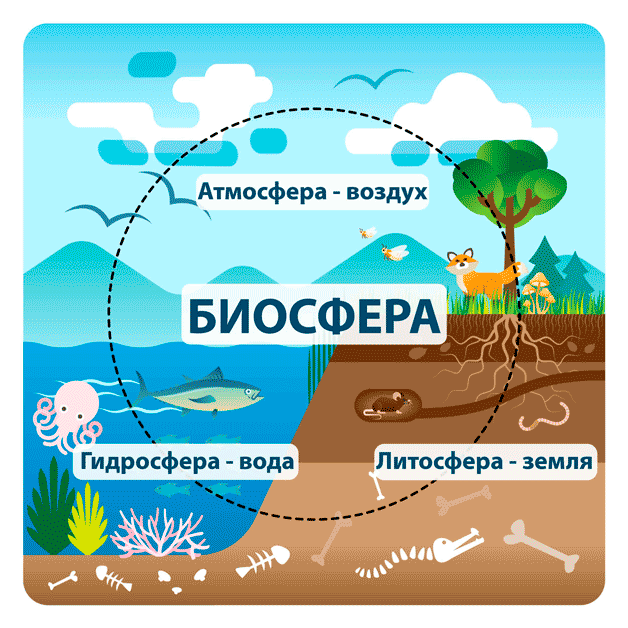 Атмосфера - воздух
БИОСФЕРА
Гидросфера - вода
Литосфера - земля